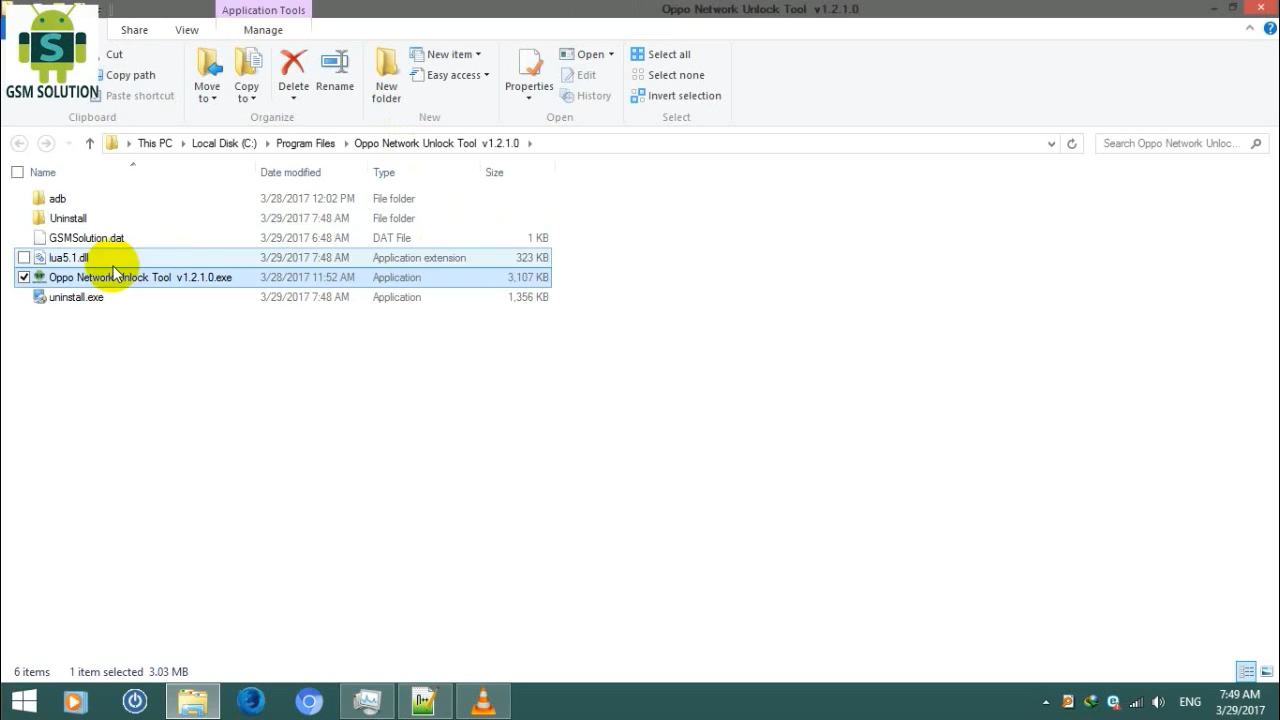 Application Tools
Oppo Network Unlock Tool v1.2.1.0
Share
View
Manage
S
GSM SOLUTION
Cut
Copy path
Paste shortcut
Clipboard
Move to
Copy to
Delete
Rename
Organize
New folder
New item
Easy access
New
Properties
Open
Edit
History
Open
Select all
Select none
Invert selection
Select
This PC
Local Disk (C:)
Program Files
Oppo Network Unlock Tool v1.2.1.0
Search Oppo Network Unloc...
Name
Date modified
Type
Size
adb 3/28/2017 12:02 PM File folder
Uninstall 3/29/2017 7:48 AM File folder
GSMSolution.dat 3/29/2017 6:48 AM DAT File 1 KB
lua5.1.dll 3/29/2017 7:48 AM Application extension 323 KB
Oppo Network Unlock Tool v1.2.1.0.exe 3/28/2017 11:52 AM Application 3,107 KB
uninstall.exe 3/29/2017 7:48 AM Application 1,356 KB
6 items 1 item selected 3.03 MB
ENG
7:49 AM
3/29/2017